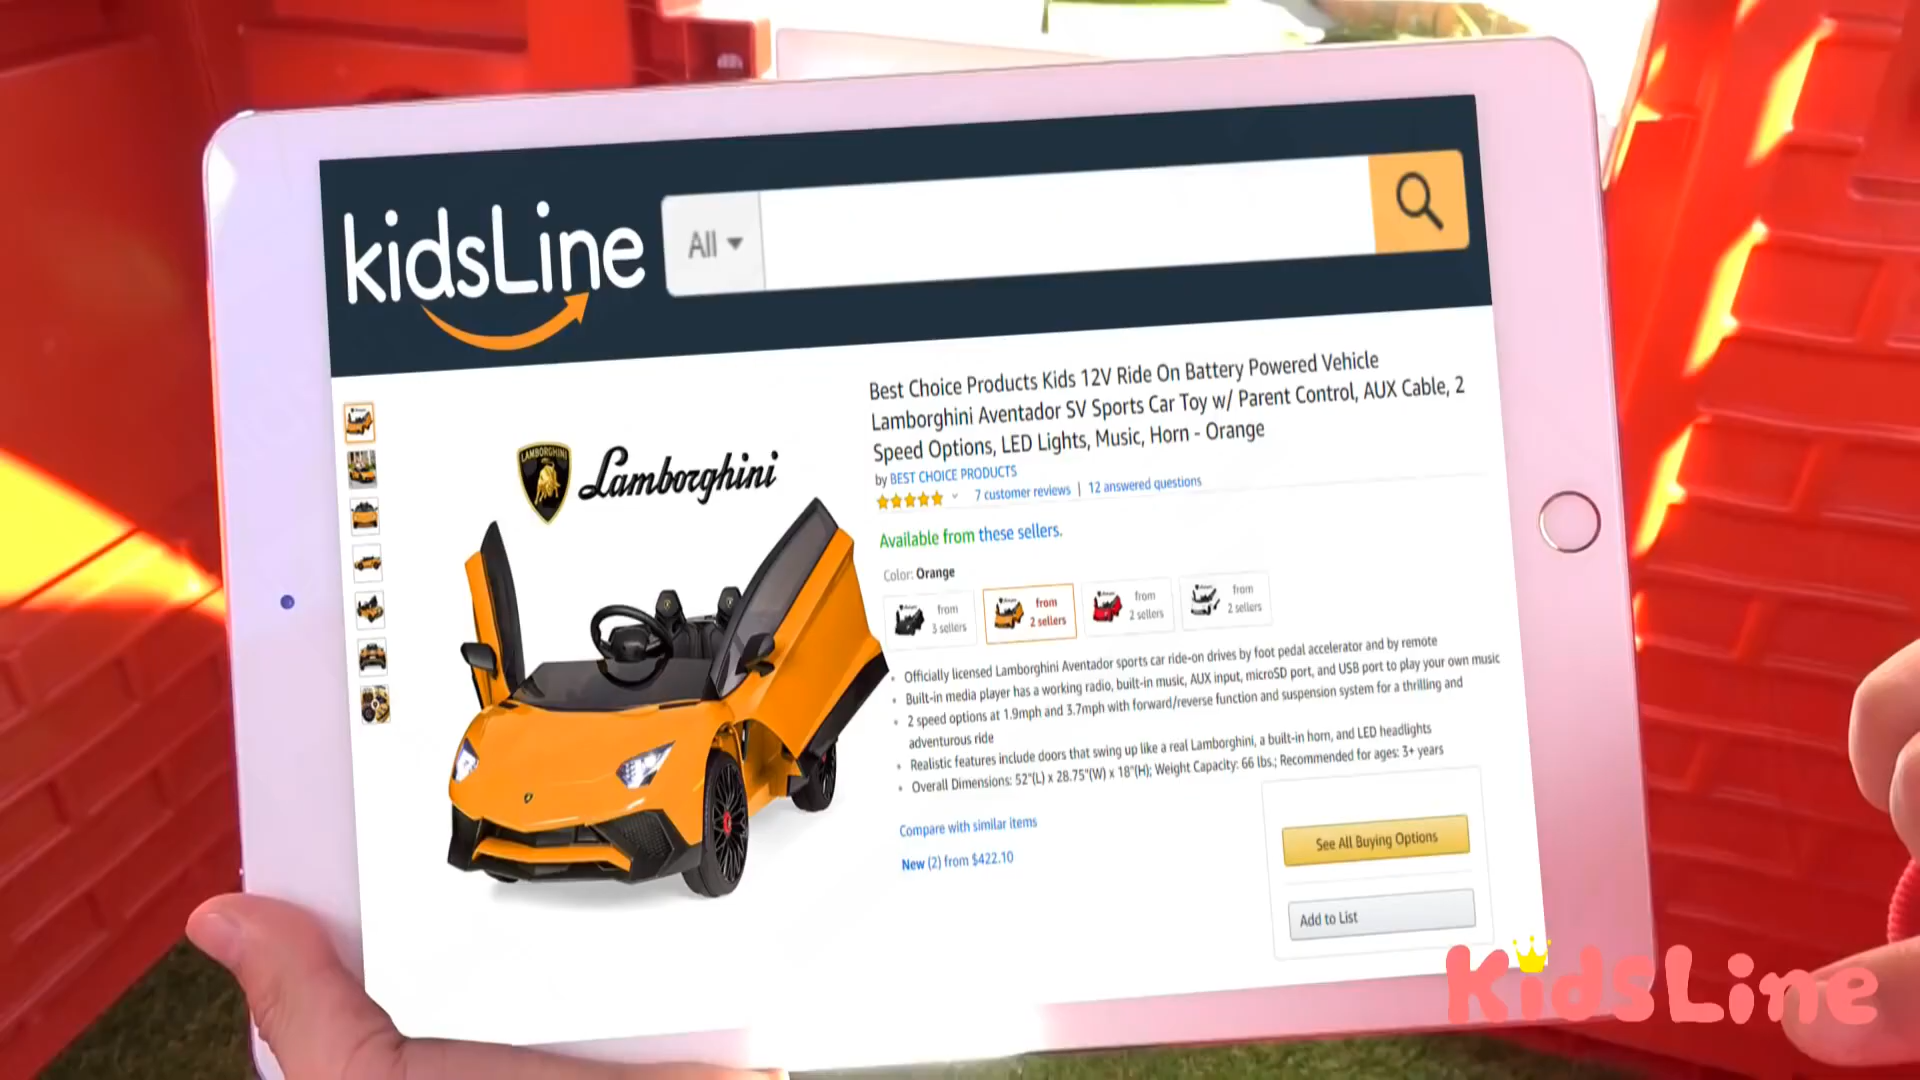 kidsLine
All
Best Choice Products Kids 12V Ride On Battery Powered Vehicle
Lamborghini Aventador SV Sports Car Toy w/ Parent Control, AUX Cable, 2
Speed Options, LED Lights, Music, Horn - Orange
by BEST CHOICE PRODUCTS
7 customer reviews | 12 answered questions
LAMBORGHINI
Lamborghini
Available from these sellers.
Color: Orange
from
3 sellers
from
2 sellers
from
2 sellers
from
2 sellers
• Officially licensed Lamborghini Aventador sports car ride-on drives by foot pedal accelerator and by remote
• Built-in media player has a working radio, built-in music, AUX input, microSD port, and USB port to play your own music
• 2 speed options at 1.9mph and 3.7mph with forward/reverse function and suspension system for a thrilling and
adventurous ride
• Realistic features include doors that swing up like a real Lamborghini, a built-in horn, and LED headlights
• Overall Dimensions: 52"(L) x 28.75"(W) x 18"(H); Weight Capacity: 66 lbs.; Recommended for ages: 3+ years
Compare with similar items
New (2) from $422.10
See All Buying Options
Add to List
KidsLine